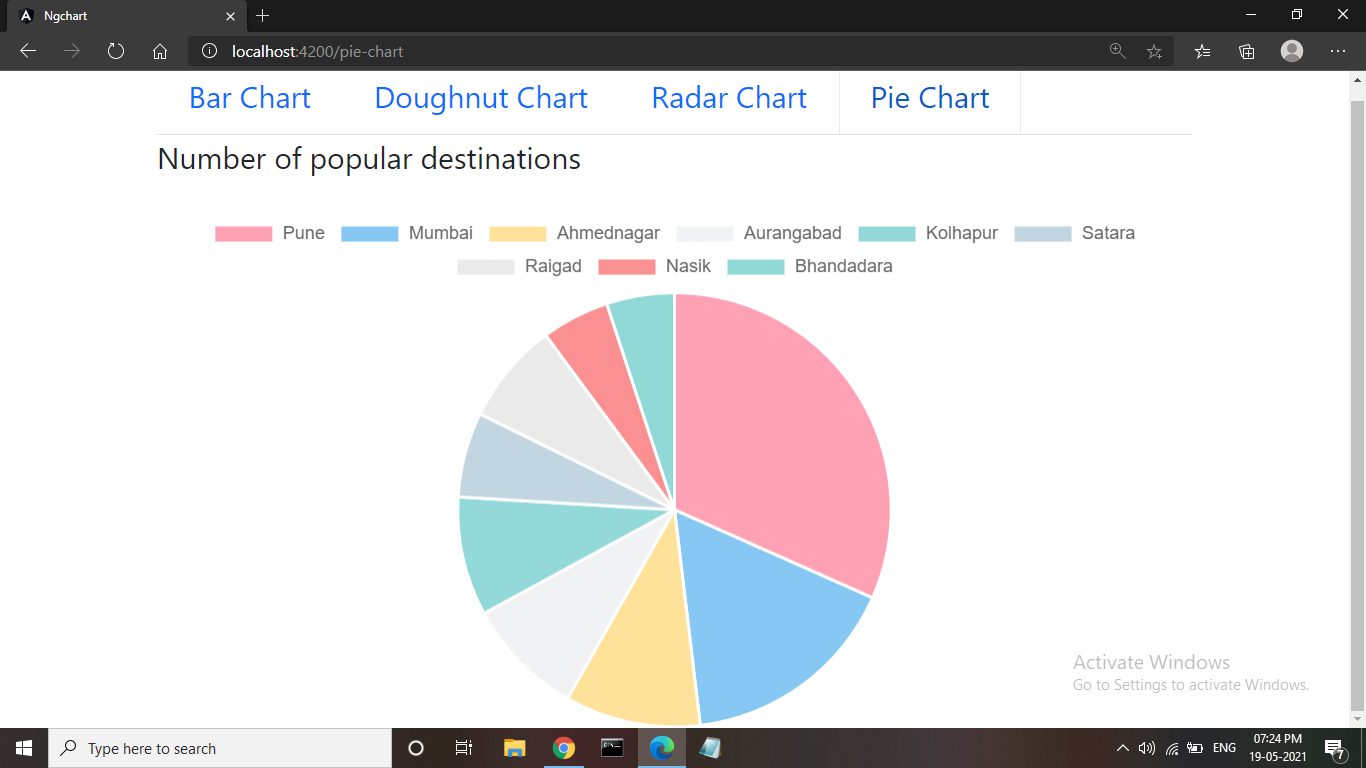 Ngchart
localhost:4200/pie-chart
Bar Chart Doughnut Chart Radar Chart Pie Chart
Number of popular destinations
Pune Mumbai Ahmednagar Aurangabad Kolhapur Satara
Raigad Nasik Bhandadara
Activate Windows
Go to Settings to activate Windows.
Type here to search
ENG
07:24 PM
19-05-2021
7